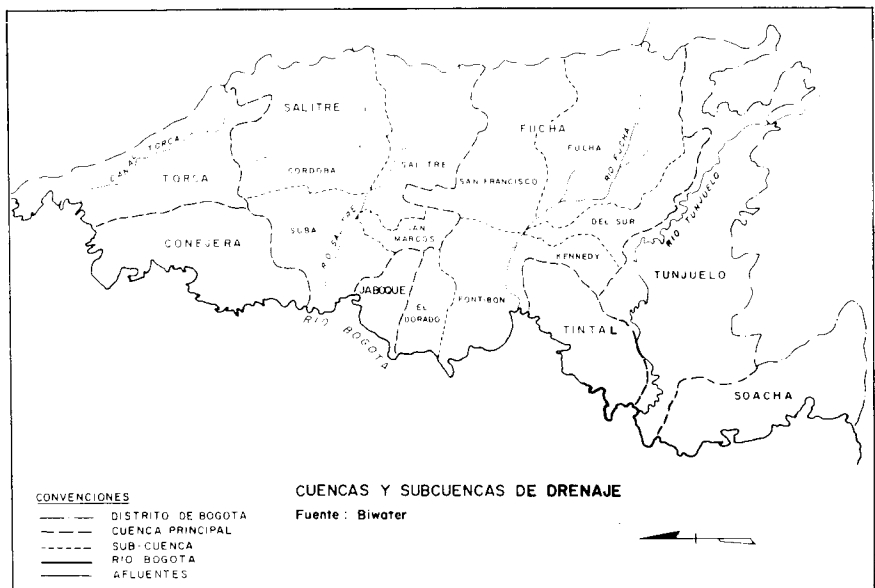 SALITRE
FUCHA
FUCHA
RIO FUCHA
CANAL TORCA
TORCA
CORDOBA
SALITRE
SAN FRANCISCO
DEL SUR
RIO TUNJUELO
CONEJERA
SUBA
RIO SALITRE
SAN MARCOS
KENNEDY
TUNJUELO
JABOQUE
EL DORADO
FONTIBON
RIO BOGOTA
TINTAL
SOACHA
CONVENCIONES
DISTRITO DE BOGOTA
CUENCA PRINCIPAL
SUB-CUENCA
RIO BOGOTA
AFLUENTES
CUENCAS Y SUBCUENCAS DE DRENAJE
Fuente : Biwater